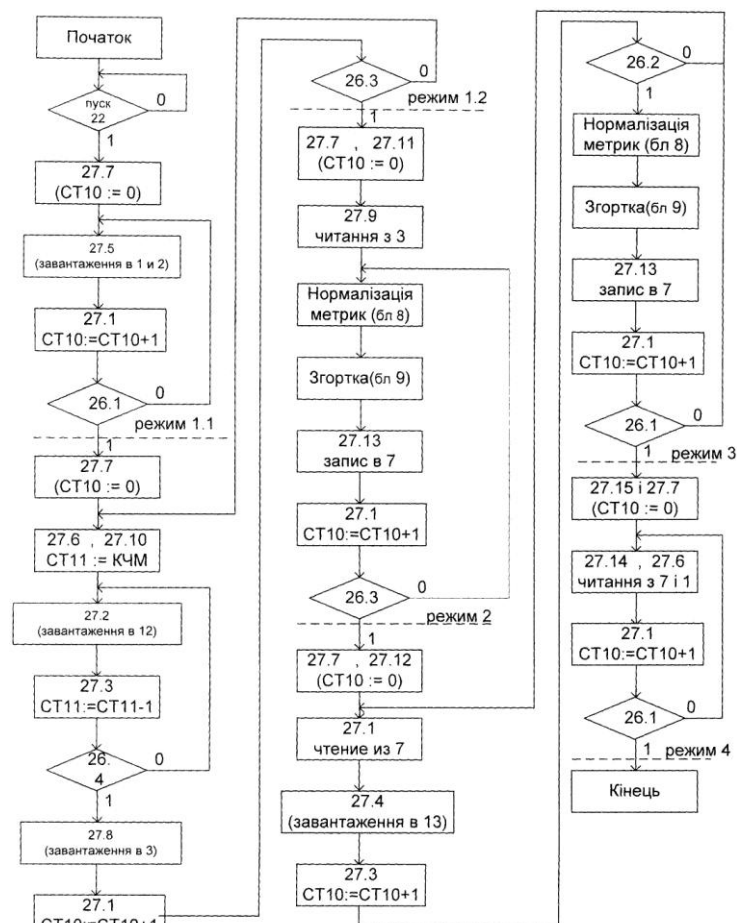 Початок
пуск
22
0
1
27.7
(СТ10 := 0)
27.5
(завантаження в 1 и 2)
27.1
СТ10:=СТ10+1
26.1
0
режим 1.1
1
27.7
(СТ10 := 0)
27.6 , 27.10
СТ11 := КЧМ
27.2
(завантаження в 12)
27.3
СТ11:=СТ11-1
26.
4
0
1
27.8
(завантаження в 3)
27.1
СТ10:=СТ10+1
26.3
0
режим 1.2
1
27.7 , 27.11
(СТ10 := 0)
27.9
читання з 3
Нормалізація
метрик (бл 8)
Згортка(бл 9)
27.13
запис в 7
27.1
СТ10:=СТ10+1
26.3
0
режим 2
1
27.7 , 27.12
(СТ10 := 0)
27.1
чтение из 7
27.4
(завантаження в 13)
27.3
СТ10:=СТ10+1
26.2
0
1
Нормалізація
метрик (бл 8)
Згортка(бл 9)
27.13
запис в 7
27.1
СТ10:=СТ10+1
26.1
0
1 режим 3
27.15 і 27.7
(СТ10 := 0)
27.14 , 27.6
читання з 7 і 1
27.1
СТ10:=СТ10+1
26.1
0
1 режим 4
Кінець